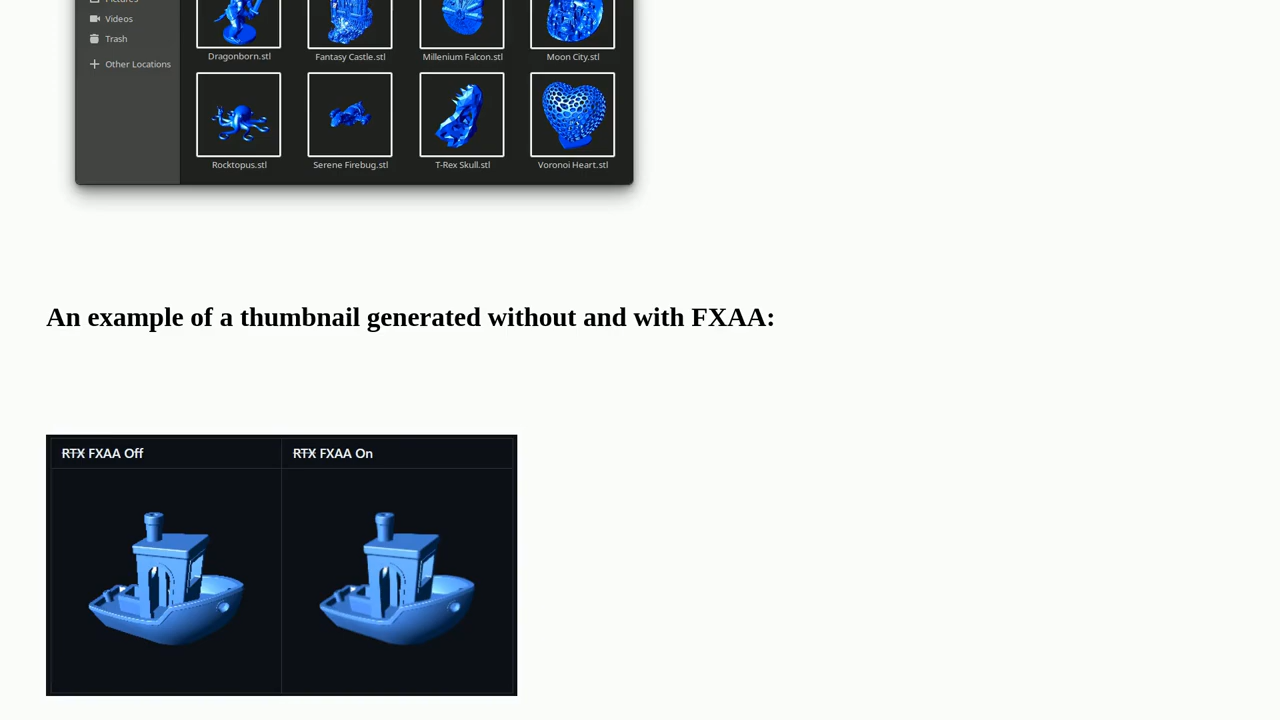 Pictures
Videos
Trash
Other Locations
Dragonborn.stl
Fantasy Castle.stl
Millenium Falcon.stl
Moon City.stl
Rocktopus.stl
Serene Firebug.stl
T-Rex Skull.stl
Voronoi Heart.stl
An example of a thumbnail generated without and with FXAA:
RTX FXAA Off
RTX FXAA On